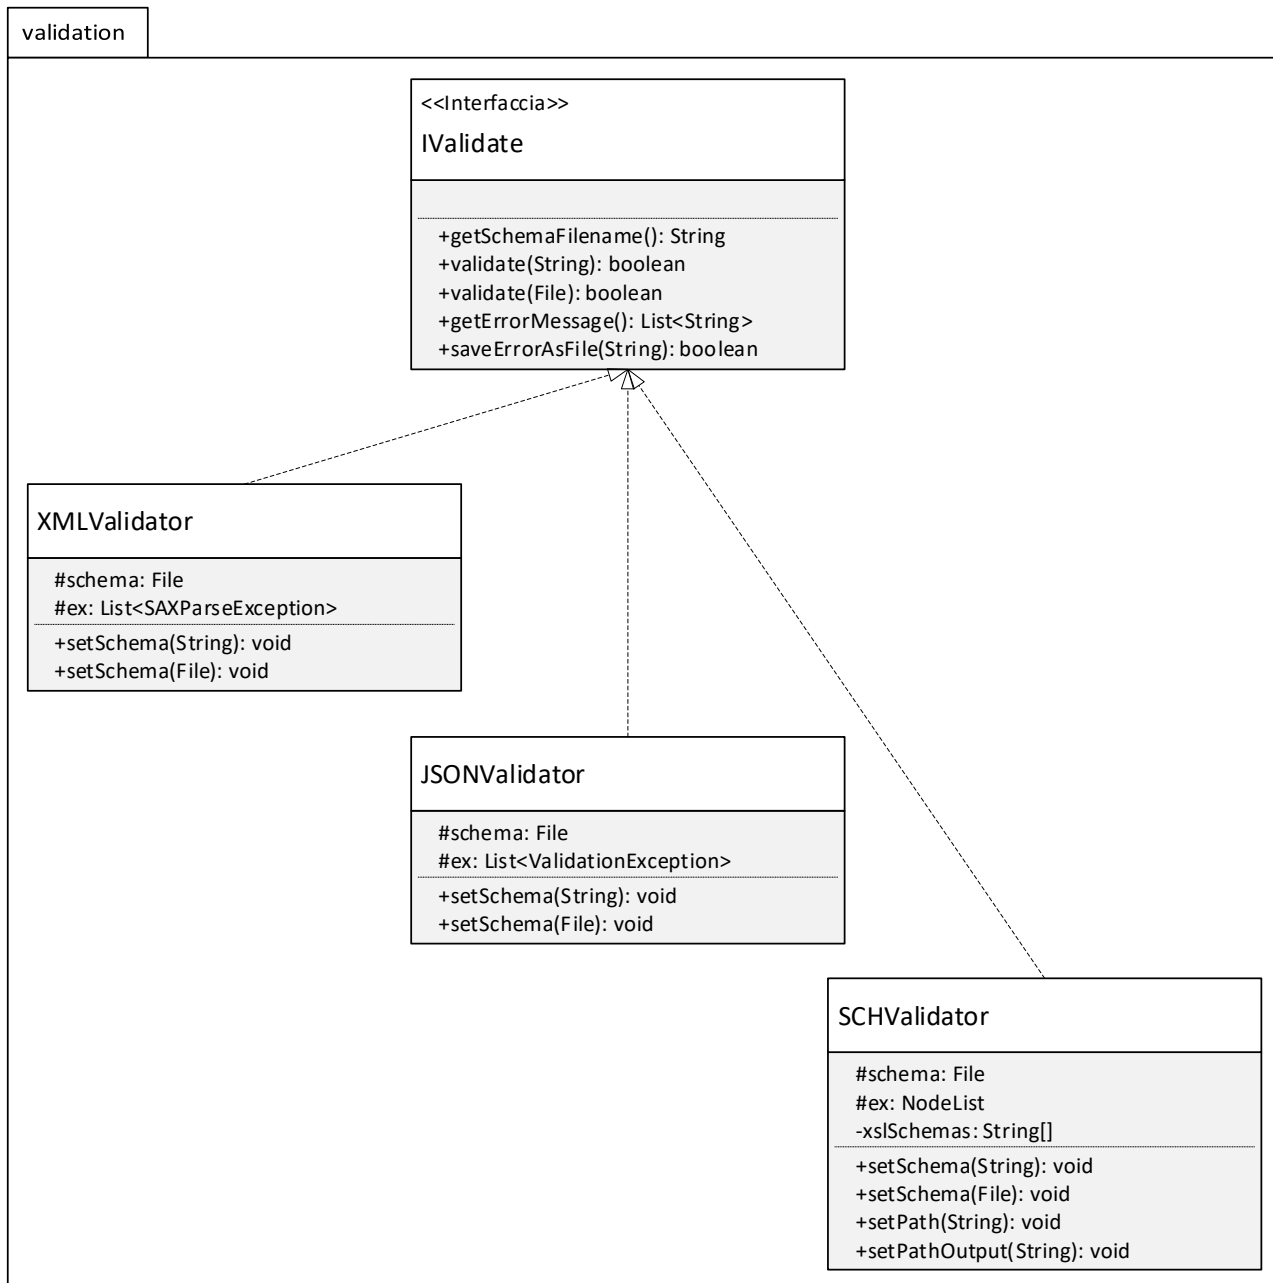 validation
<<Interfaccia>>
IValidate
+getSchemaFilename(): String
+validate(String): boolean
+validate(File): boolean
+getErrorMessage(): List<String>
+saveErrorAsFile(String): boolean
XMLValidator
#schema: File
#ex: List<SAXParseException>
+setSchema(String): void
+setSchema(File): void
JSONValidator
#schema: File
#ex: List<ValidationException>
+setSchema(String): void
+setSchema(File): void
SCHValidator
#schema: File
#ex: NodeList
-xslSchemas: String[]
+setSchema(String): void
+setSchema(File): void
+setPath(String): void
+setPathOutput(String): void